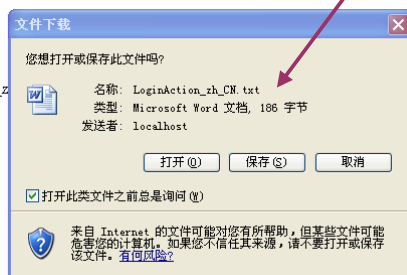 文件下载
您想打开或保存此文件吗?
名称: LoginAction_zh_CN.txt
类型: Microsoft Word 文档, 186 字节
发送者: localhost
打开(O) 保存(S) 取消
打开此类文件之前总是询问(W)
来自 Internet 的文件可能对您有所帮助,但某些文件可能
危害您的计算机。如果您不信任其来源,请不要打开或保存
该文件。有何风险?